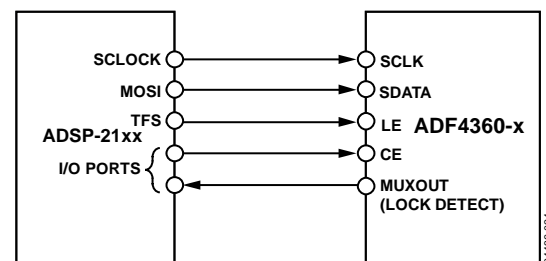 SCLOCK
MOSI
TFS
ADSP-21xx
I/O PORTS
SCLK
SDATA
LE
ADF4360-x
CE
MUXOUT
(LOCK DETECT)